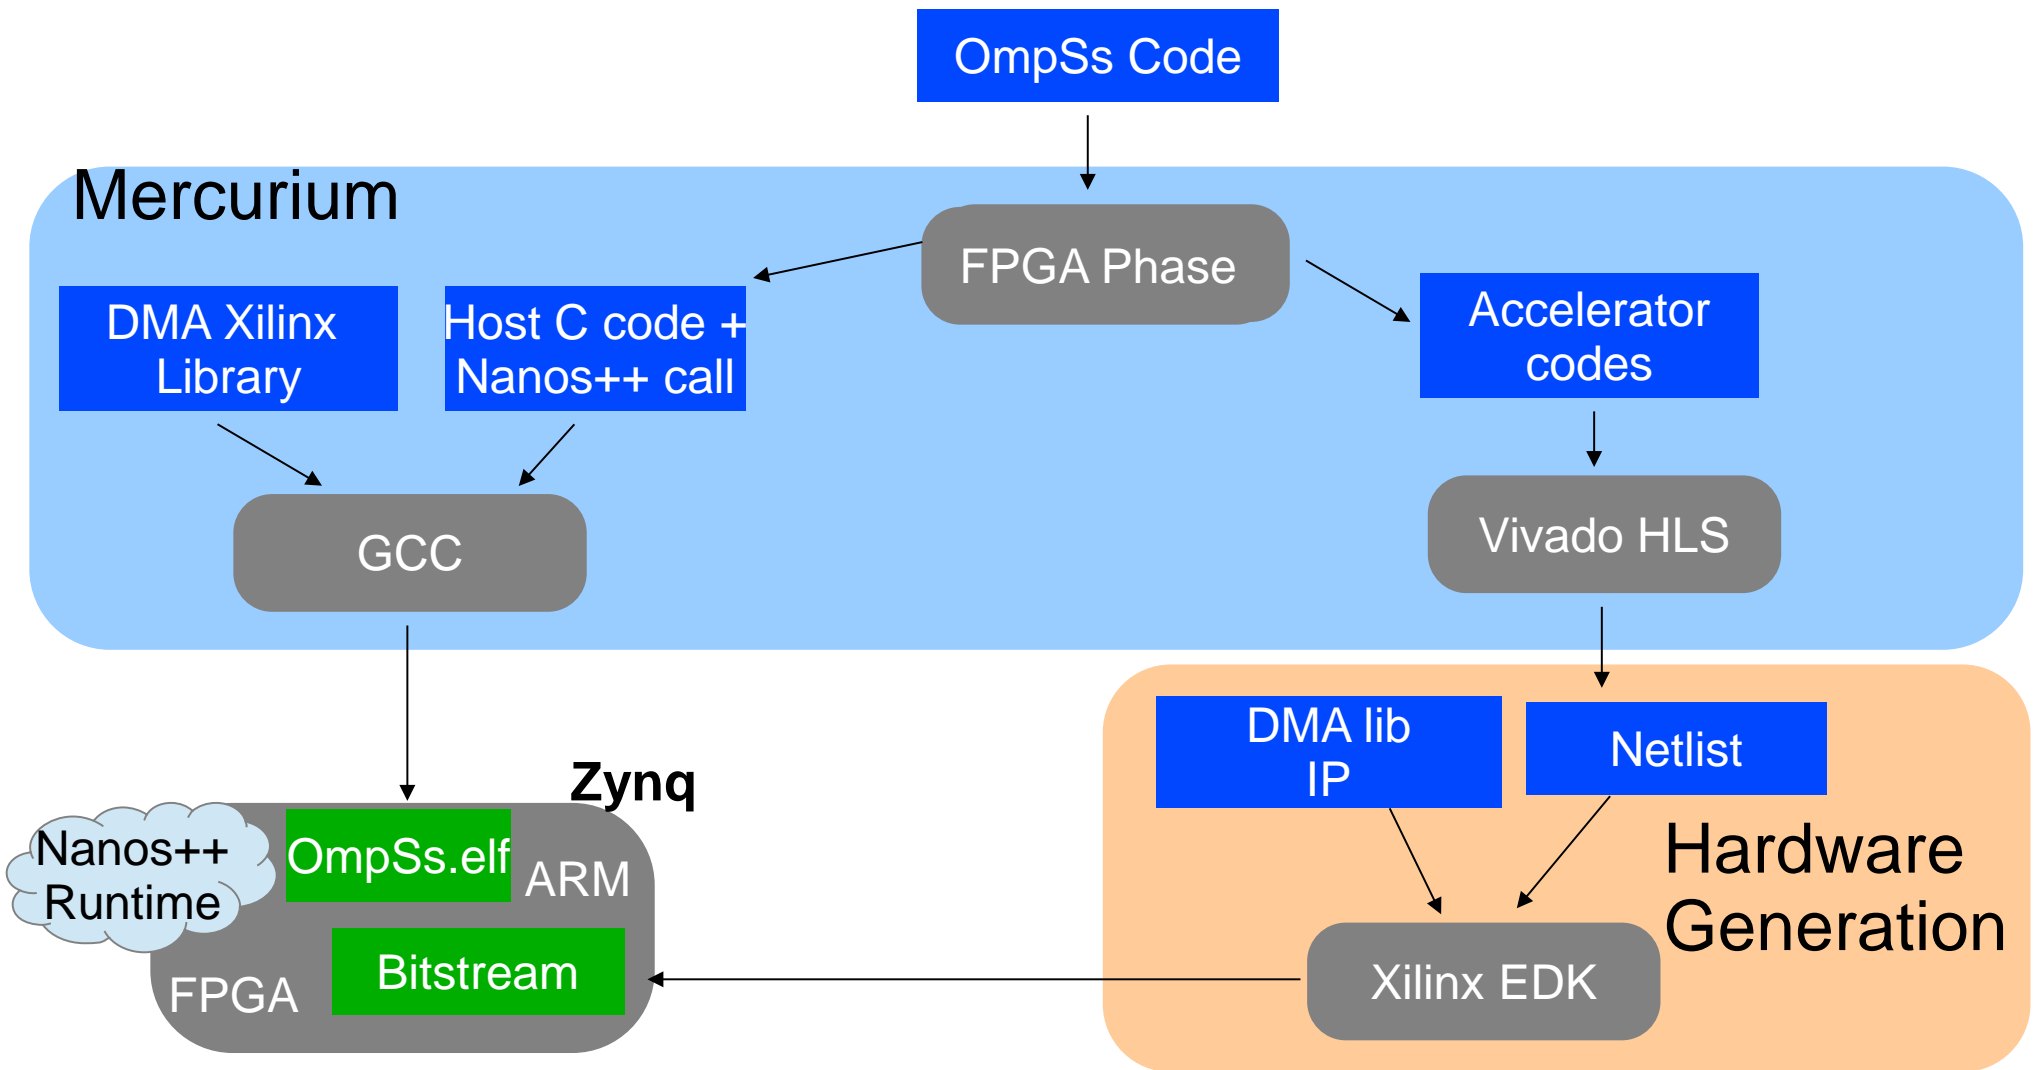 OmpSs Code
Mercurium
FPGA Phase
DMA Xilinx
Library
Host C code +
Nanos++ call
Accelerator
codes
GCC
Vivado HLS
DMA lib
IP
Netlist
Zynq
Nanos++
Runtime
OmpSs.elf
ARM
Hardware
Generation
Bitstream
FPGA
Xilinx EDK